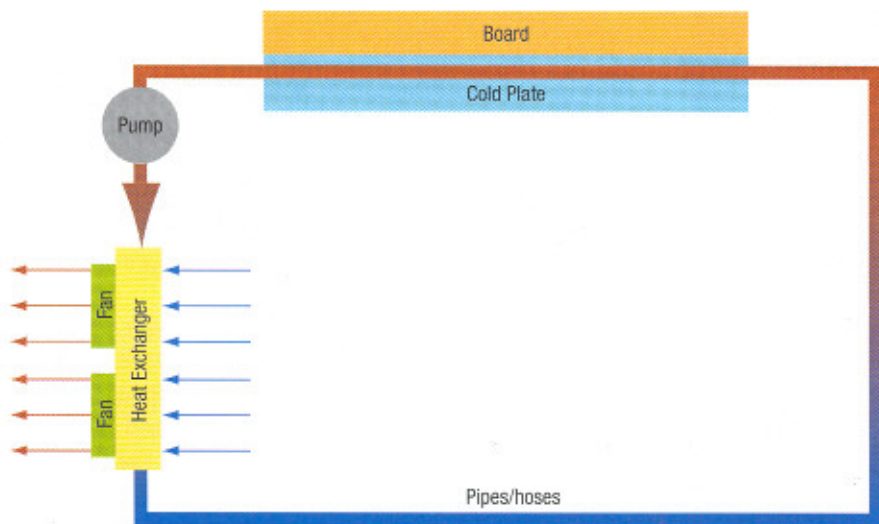 Board
Cold Plate
Pump
Fan
Heat Exchanger
Fan
Pipes/hoses